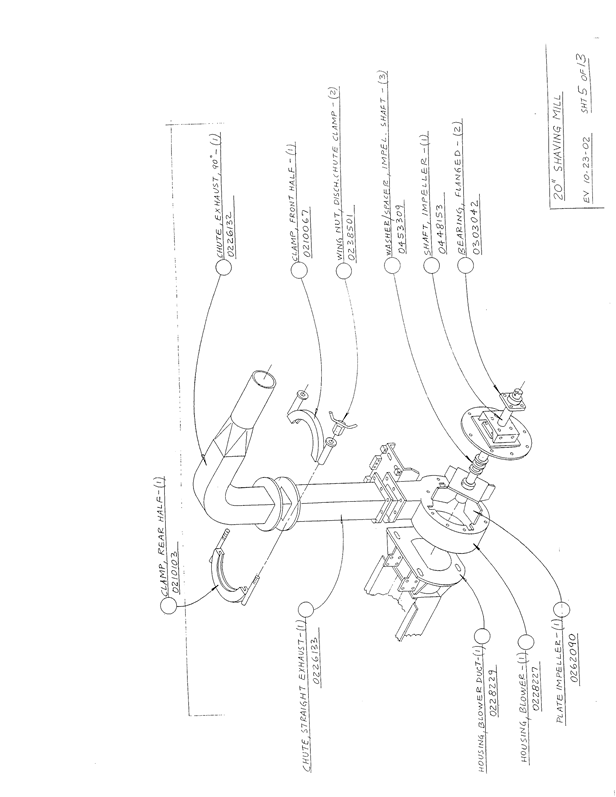 CHUTE, EXHAUST, 90° - (1)
0226132
CLAMP, FRONT HALF - (1)
0210067
WING NUT, DISCH. CHUTE CLAMP - (2)
0238501
WASHER/SPACER, IMPEL. SHAFT - (3)
0453309
SHAFT, IMPELLER - (1)
0448153
BEARING, FLANGED - (2)
0303042
CLAMP, REAR HALF - (1)
0210103
CHUTE, STRAIGHT EXHAUST - (1)
0226133
HOUSING, BLOWER DUCT - (1)
0228229
HOUSING, BLOWER - (1)
0228227
PLATE IMPELLER - (1)
0262090
20" SHAVING MILL
EV 10-23-02 SHT 5 OF 13